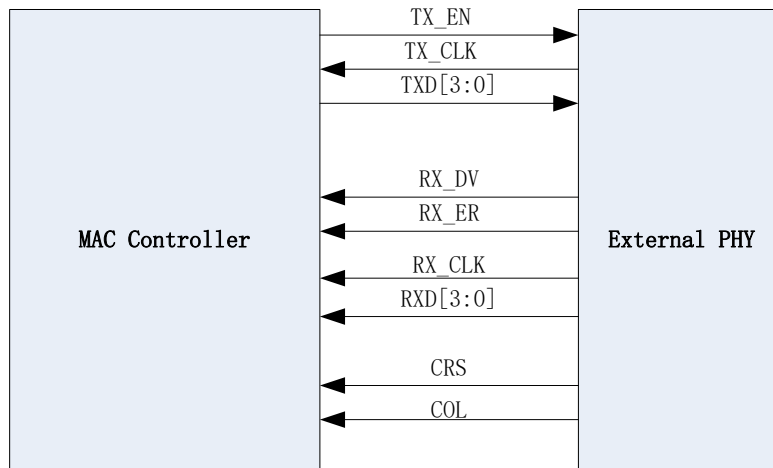 TX_EN
TX_CLK
TXD[3:0]
RX_DV
RX_ER
MAC Controller
External PHY
RX_CLK
RXD[3:0]
CRS
COL